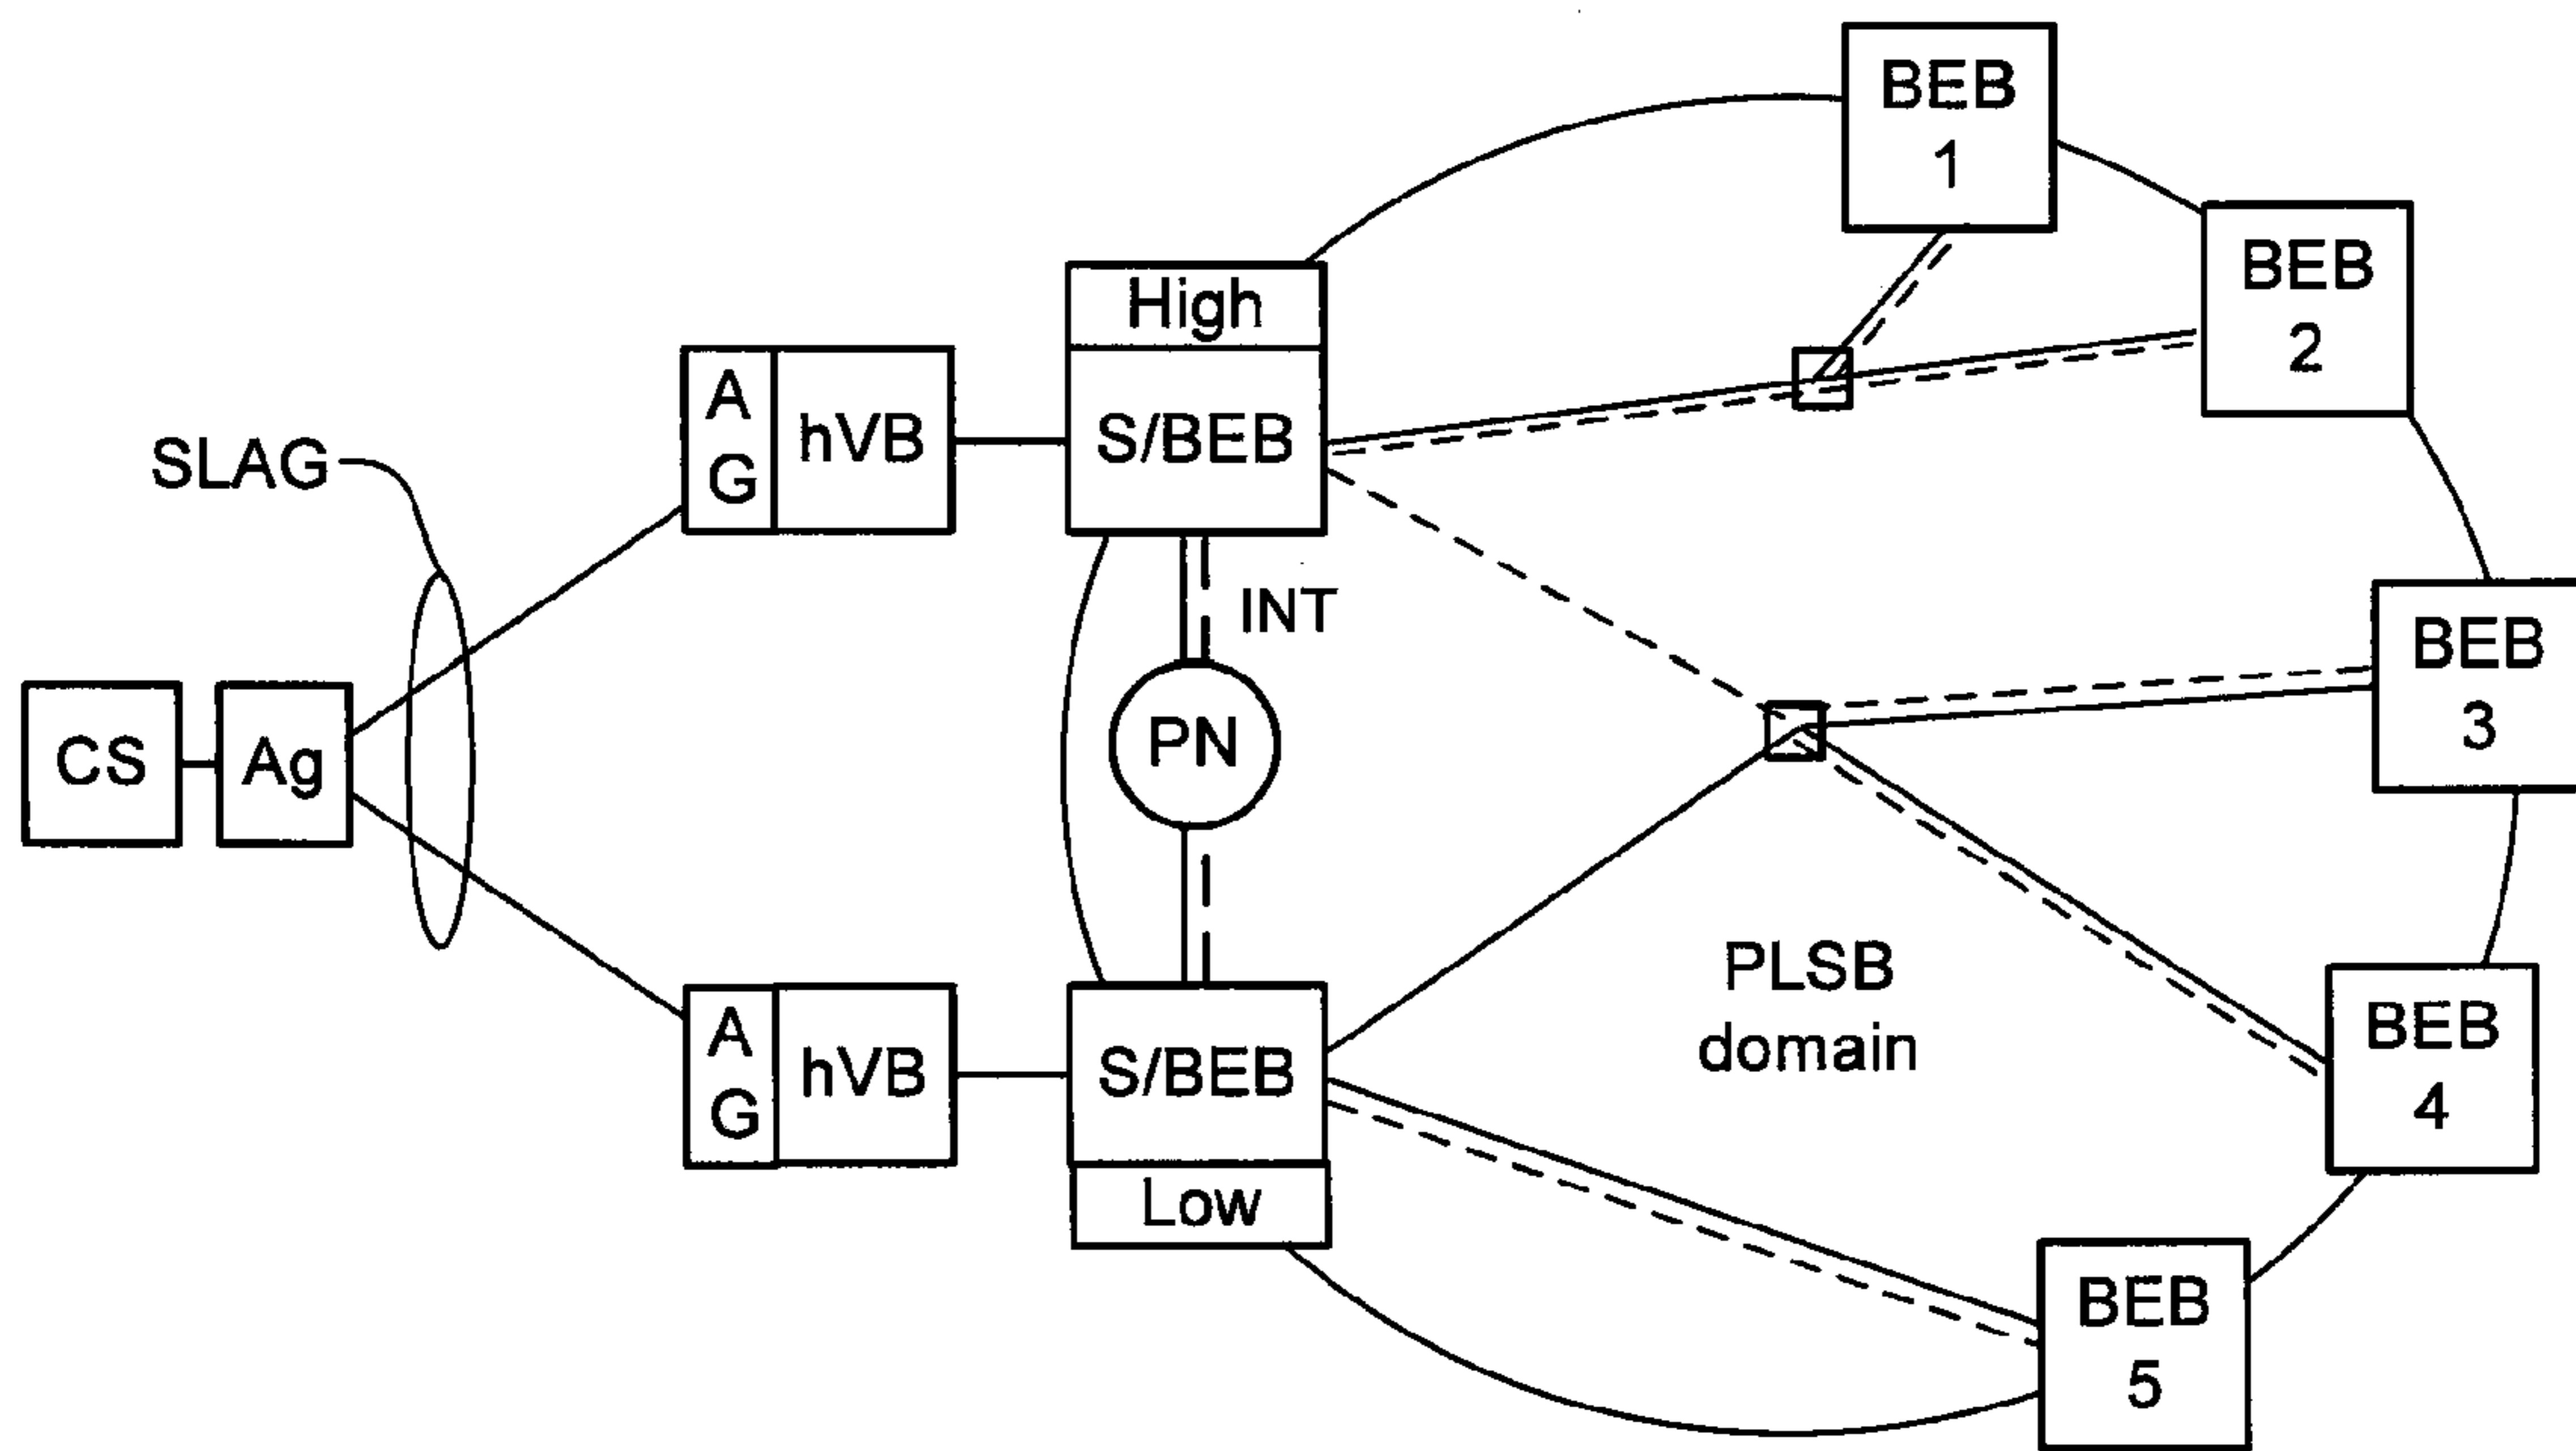 BEB
1
BEB
2
High
A
G
hVB
S/BEB
SLAG
INT
BEB
3
CS
Ag
PN
PLSB
domain
BEB
4
A
G
hVB
S/BEB
Low
BEB
5